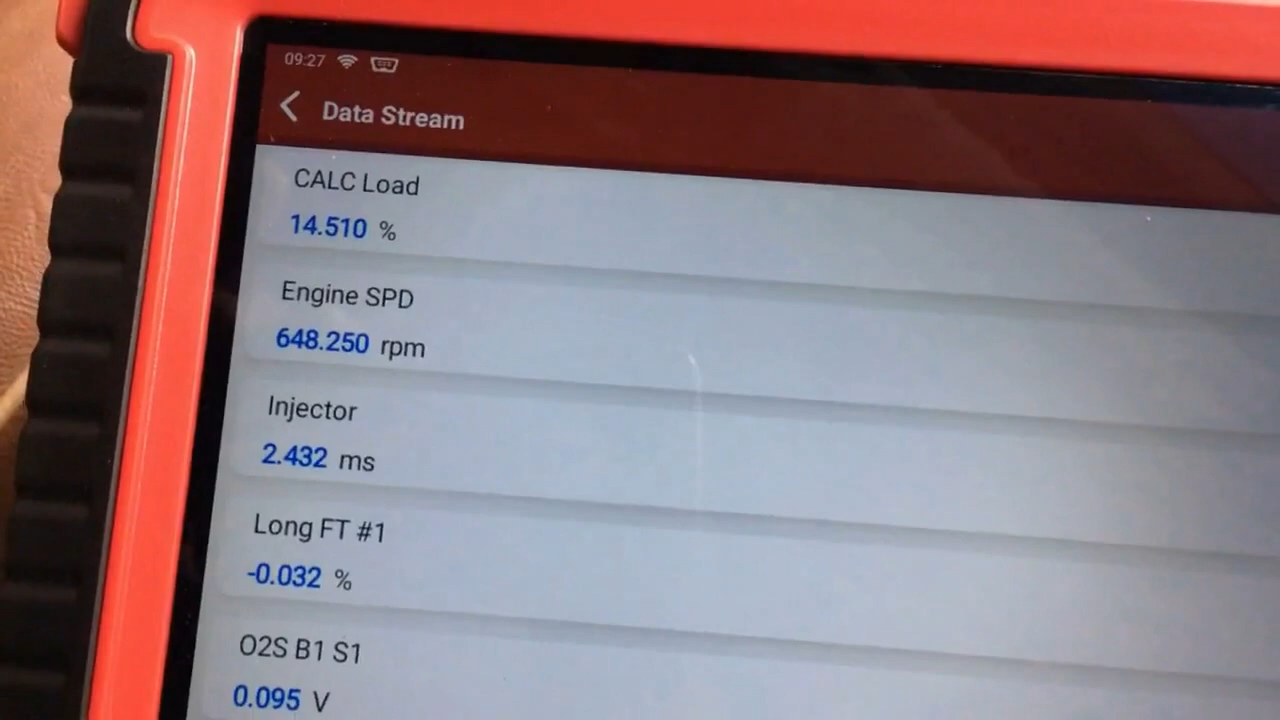 09:27
Data Stream
CALC Load
14.510 %
Engine SPD
648.250 rpm
Injector
2.432 ms
Long FT #1
-0.032 %
O2S B1 S1
0.095 V